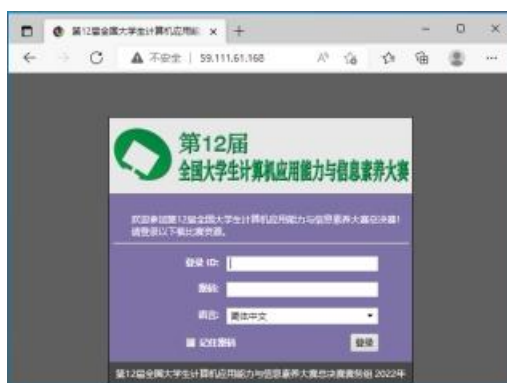 第12届全国大学生计算机应用能
不安全 | 59.111.61.168
第12届
全国大学生计算机应用能力与信息素养大赛
欢迎参加第12届全国大学生计算机应用能力与信息素养大赛总决赛!
请登录以下载比赛资源。
登录 ID:
密码:
语言: 简体中文
记住密码 登录
第12届全国大学生计算机应用能力与信息素养大赛总决赛赛务组 2022年